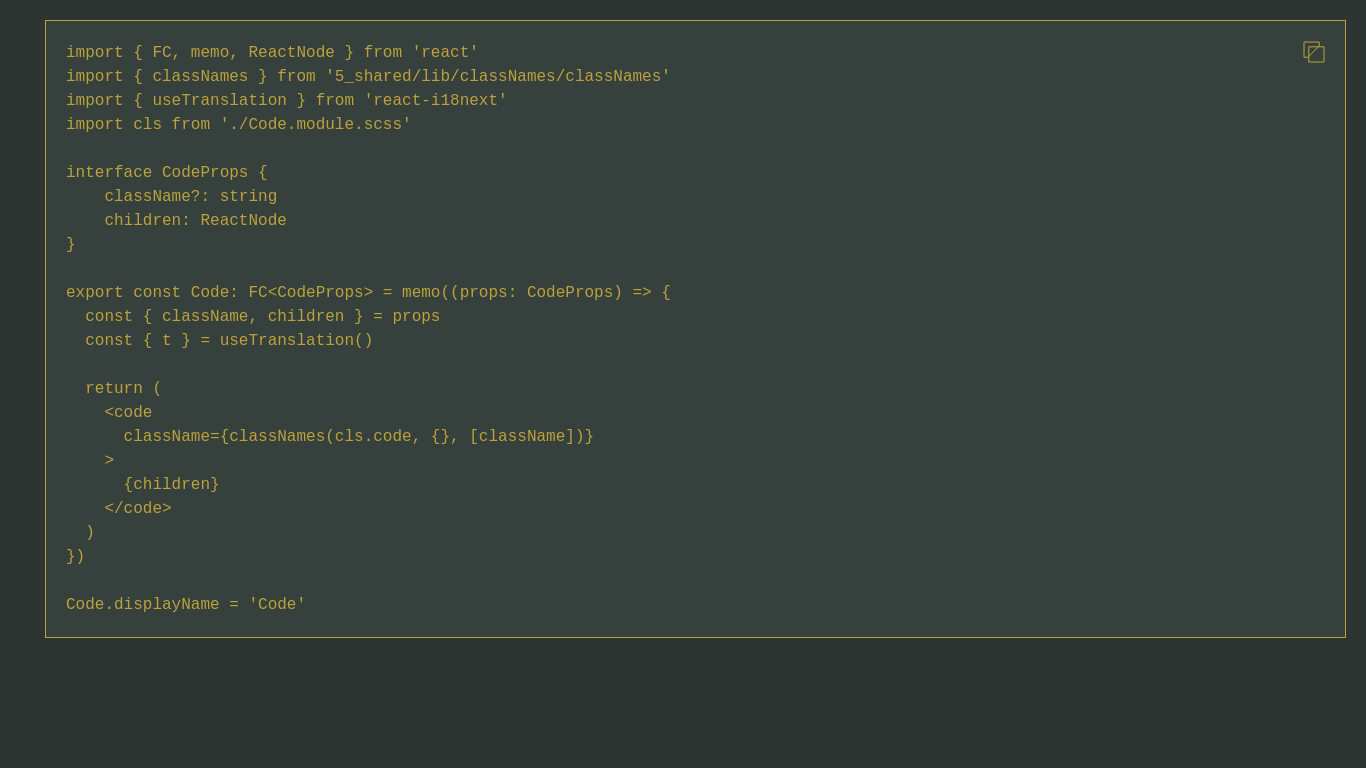 import { FC, memo, ReactNode } from 'react'
import { classNames } from '5_shared/lib/classNames/classNames'
import { useTranslation } from 'react-i18next'
import cls from './Code.module.scss'

interface CodeProps {
    className?: string
    children: ReactNode
}

export const Code: FC<CodeProps> = memo((props: CodeProps) => {
  const { className, children } = props
  const { t } = useTranslation()

  return (
    <code
      className={classNames(cls.code, {}, [className])}
    >
      {children}
    </code>
  )
})

Code.displayName = 'Code'